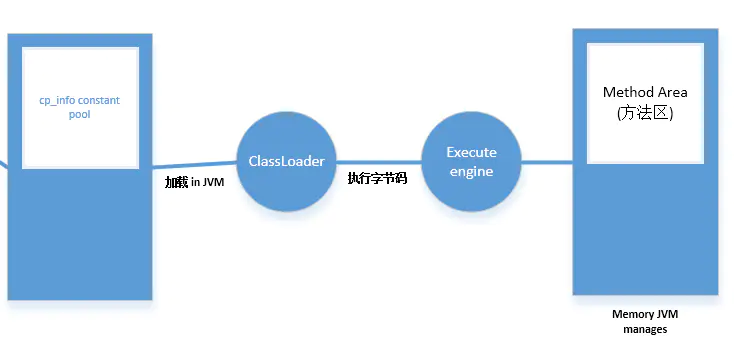 cp_info constant
pool
加载 in JVM
ClassLoader
执行字节码
Execute
engine
Method Area
(方法区)
Memory JVM
manages